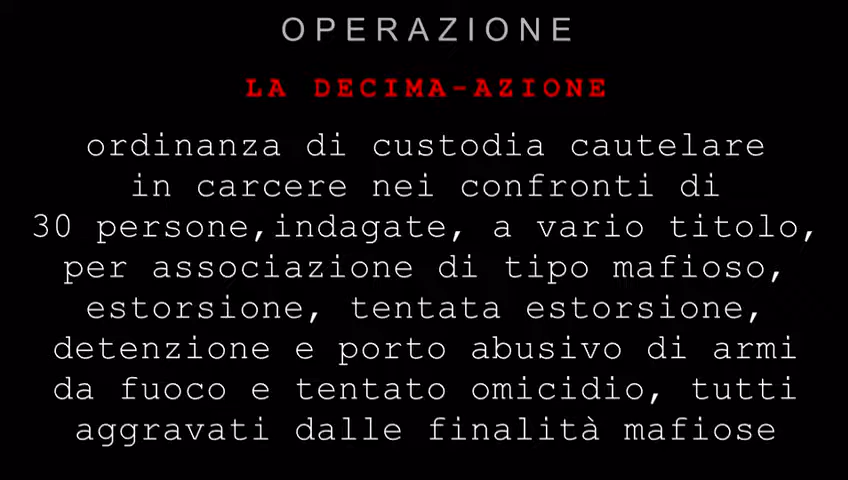 OPERAZIONE
LA DECIMA-AZIONE
ordinanza di custodia cautelare
in carcere nei confronti di
30 persone,indagate, a vario titolo,
per associazione di tipo mafioso,
estorsione, tentata estorsione,
detenzione e porto abusivo di armi
da fuoco e tentato omicidio, tutti
aggravati dalle finalità mafiose